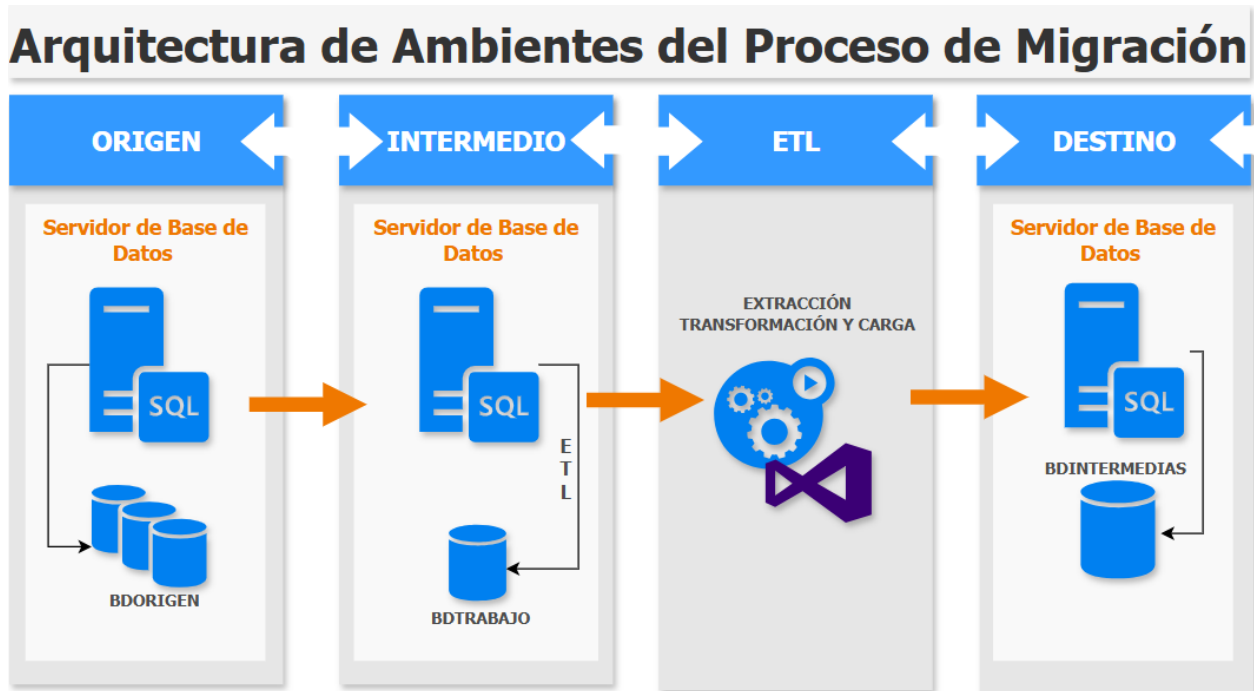 Arquitectura de Ambientes del Proceso de Migración
ORIGEN
INTERMEDIO
ETL
DESTINO
Servidor de Base de
Datos
SQL
BDORIGEN
Servidor de Base de
Datos
SQL
E
T
L
BDTRABAJO
EXTRACCIÓN
TRANSFORMACIÓN Y CARGA
Servidor de Base de
Datos
SQL
BDINTERMEDIAS